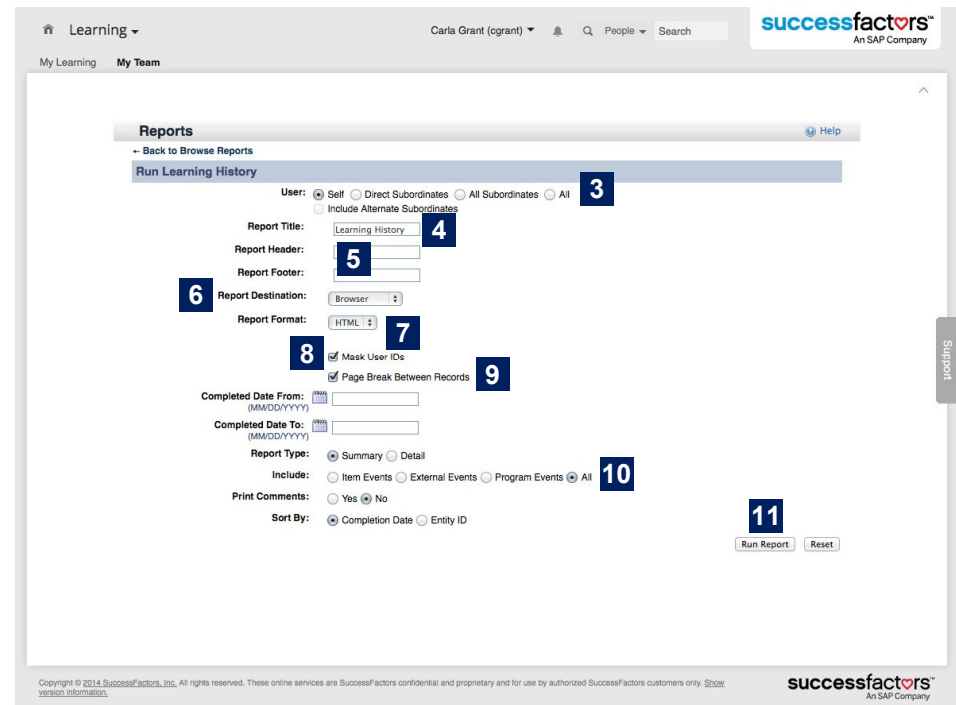 Learning
Carla Grant (cgrant)
People
Search
successfactors™
An SAP Company
My Learning
My Team
Reports
Help
← Back to Browse Reports
Run Learning History
User:
Self
Direct Subordinates
All Subordinates
All
3
Include Alternate Subordinates
Report Title:
Learning History
4
Report Header:
5
Report Footer:
6
Report Destination:
Browser
Report Format:
HTML
7
8
Mask User IDs
Page Break Between Records
9
Completed Date From:
(MM/DD/YYYY)
Completed Date To:
(MM/DD/YYYY)
Report Type:
Summary
Detail
Include:
Item Events
External Events
Program Events
All
10
Print Comments:
Yes
No
Sort By:
Completion Date
Entity ID
11
Run Report
Reset
Support
Copyright © 2014 SuccessFactors, Inc. All rights reserved. These online services are SuccessFactors confidential and proprietary and for use by authorized SuccessFactors customers only. Show
version information.
successfactors™
An SAP Company